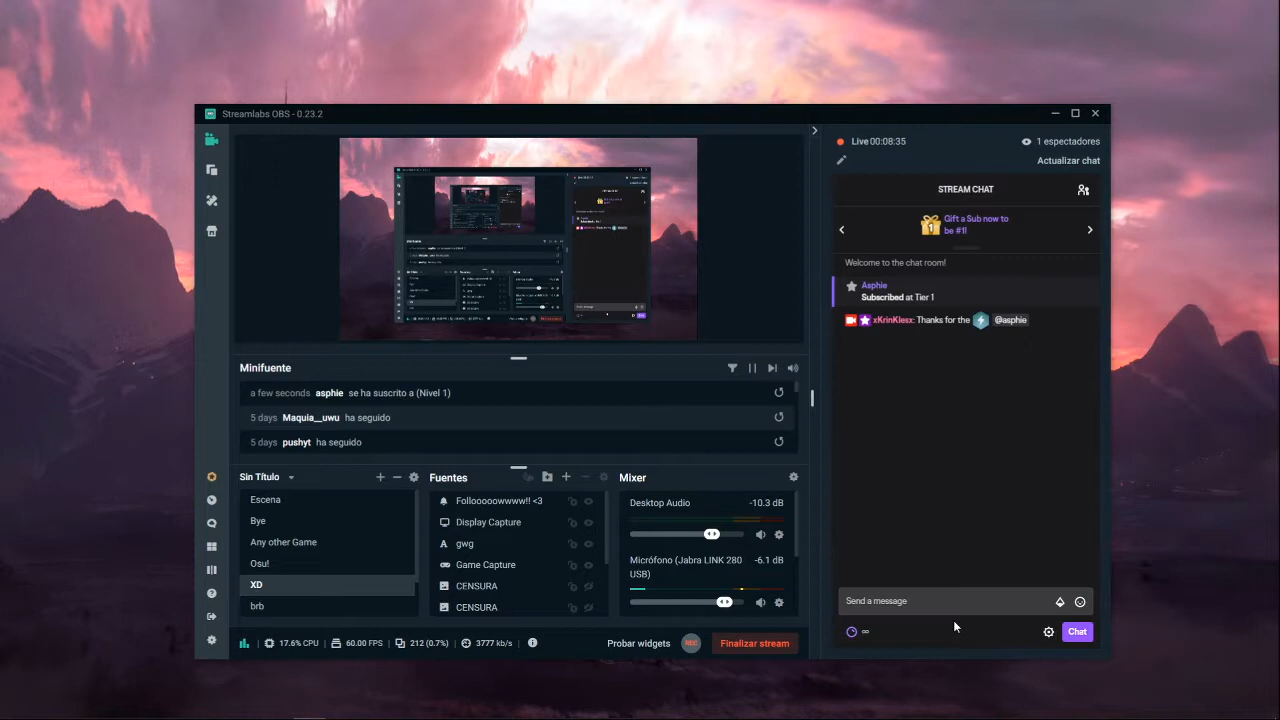 Streamlabs OBS - 0.23.2
Live 00:08:35
1 espectadores
Actualizar chat
STREAM CHAT
1
Gift a Sub now to
be #1!
Welcome to the chat room!
Asphie
Subscribed at Tier 1
xKrinKlesx: Thanks for the @asphie
Send a message
∞
Chat
Minifuente
a few seconds asphie se ha suscrito a (Nivel 1)
5 days Maquia__uwu ha seguido
5 days pushyt ha seguido
Sin Título
Escena
Bye
Any other Game
Osu!
XD
brb
Fuentes
Folloooowwww!! <3
Display Capture
gwg
Game Capture
CENSURA
CENSURA
Mixer
Desktop Audio -10.3 dB
Micrófono (Jabra LINK 280 -6.1 dB
USB)
17.6% CPU
60.00 FPS
212 (0.7%)
3777 kb/s
Probar widgets
REC
Finalizar stream